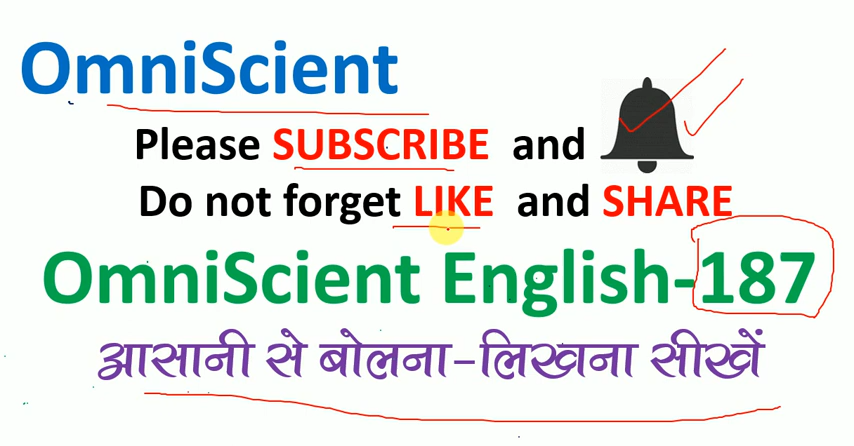 OmniScient
Please SUBSCRIBE and
Do not forget LIKE and SHARE
OmniScient English-187
आसानी से बोलना-लिखना सीखें